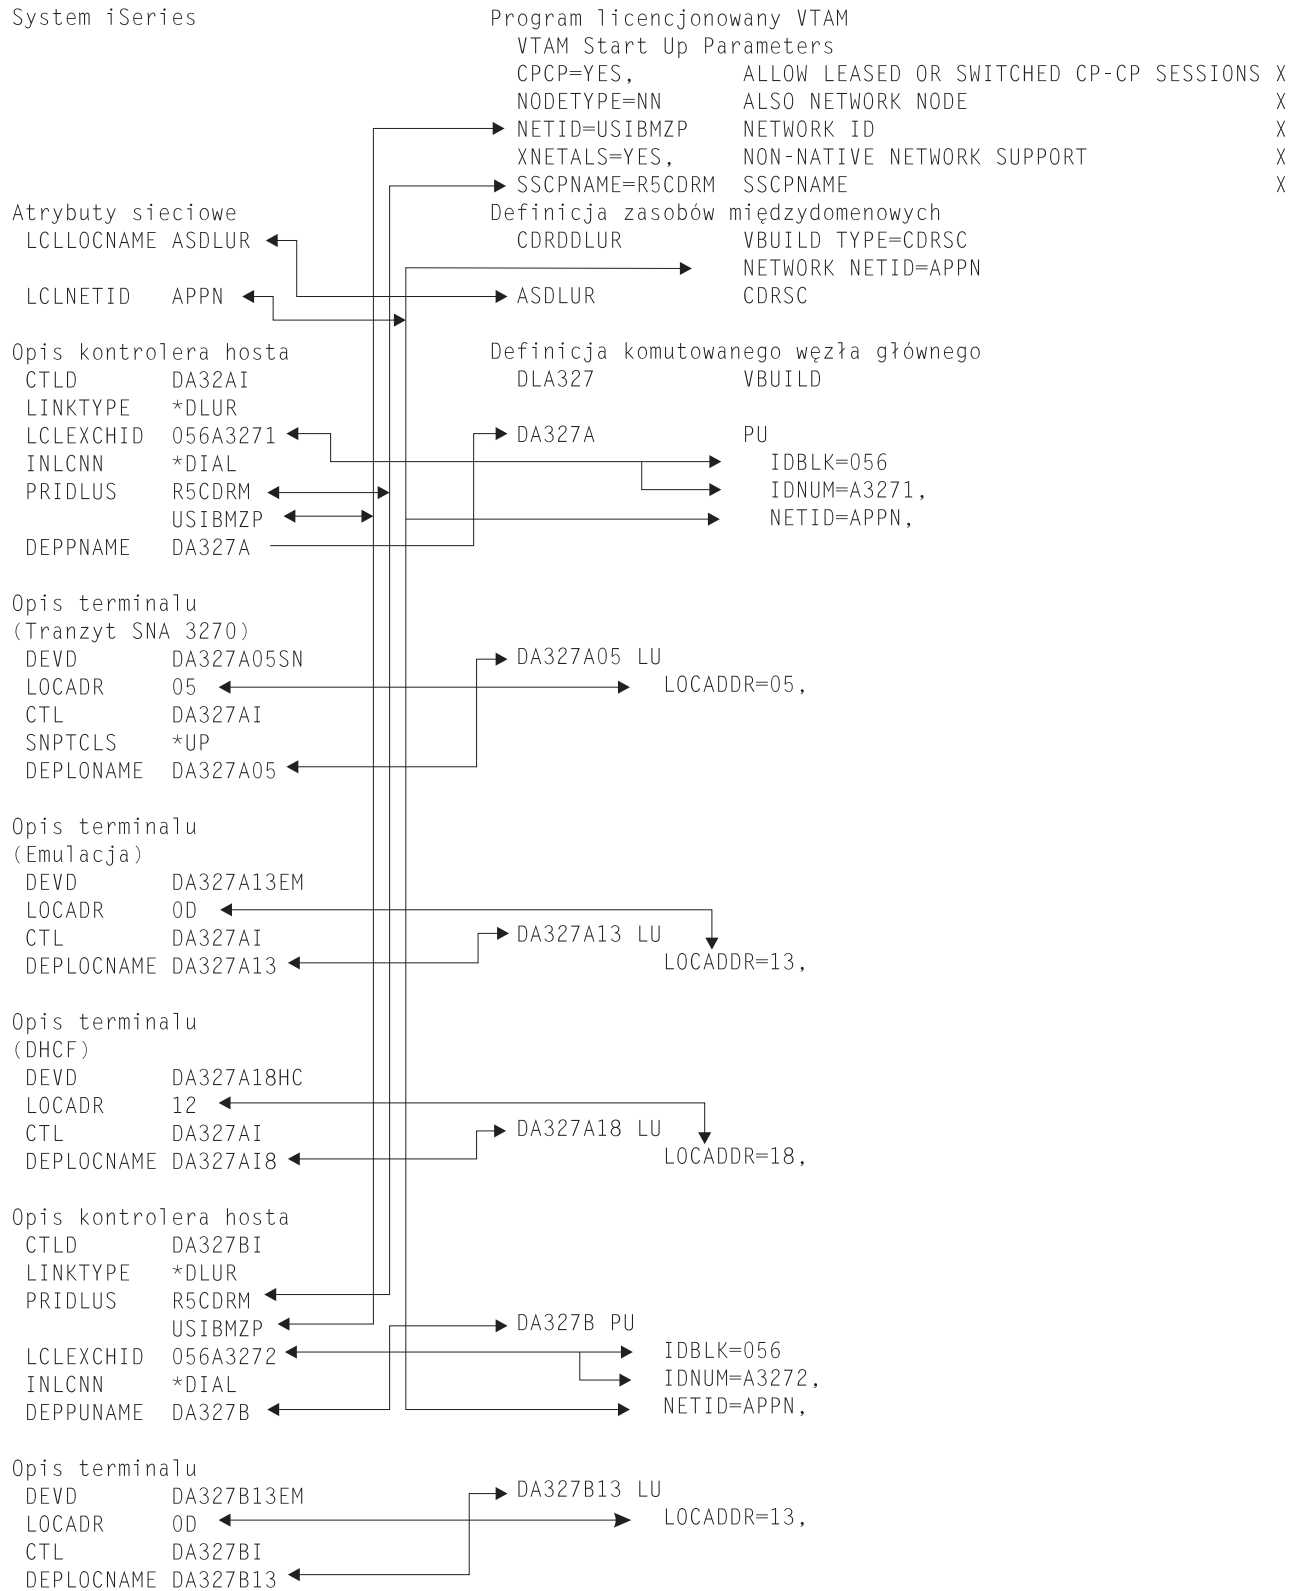 System iSeries Program licencjonowany VTAM
VTAM Start Up Parameters
CPCP=YES, ALLOW LEASED OR SWITCHED CP-CP SESSIONS X
NODETYPE=NN ALSO NETWORK NODE X
NETID=USIBMZP NETWORK ID X
XNETALS=YES, NON-NATIVE NETWORK SUPPORT X
SSCPNAME=R5CDRM SSCPNAME X
Atrybuty sieciowe Definicja zasobów międzydomenowych
LCLLOCNAME ASDLUR CDRDDLUR VBUILD TYPE=CDRSC
NETWORK NETID=APPN
LCLNETID APPN ASDLUR CDRSC
Opis kontrolera hosta Definicja komutowanego węzła głównego
CTLD DA32AI DLA327 VBUILD
LINKTYPE *DLUR
LCLEXCHID 056A3271 DA327A PU
INLCNN *DIAL IDBLK=056
PRIDLUS R5CDRM IDNUM=A3271,
USIBMZP NETID=APPN,
DEPPNAME DA327A
Opis terminalu
(Tranzyt SNA 3270)
DEVD DA327A05SN DA327A05 LU
LOCADR 05 LOCADDR=05,
CTL DA327AI
SNPTCLS *UP
DEPLONAME DA327A05
Opis terminalu
(Emulacja)
DEVD DA327A13EM
LOCADR 0D
CTL DA327AI DA327A13 LU
DEPLOCNAME DA327A13 LOCADDR=13,
Opis terminalu
(DHCF)
DEVD DA327A18HC
LOCADR 12
CTL DA327AI DA327A18 LU
DEPLOCNAME DA327AI8 LOCADDR=18,
Opis kontrolera hosta
CTLD DA327BI
LINKTYPE *DLUR
PRIDLUS R5CDRM
USIBMZP DA327B PU
LCLEXCHID 056A3272 IDBLK=056
INLCNN *DIAL IDNUM=A3272,
DEPPUNAME DA327B NETID=APPN,
Opis terminalu
DEVD DA327B13EM DA327B13 LU
LOCADR 0D LOCADDR=13,
CTL DA327BI
DEPLOCNAME DA327B13